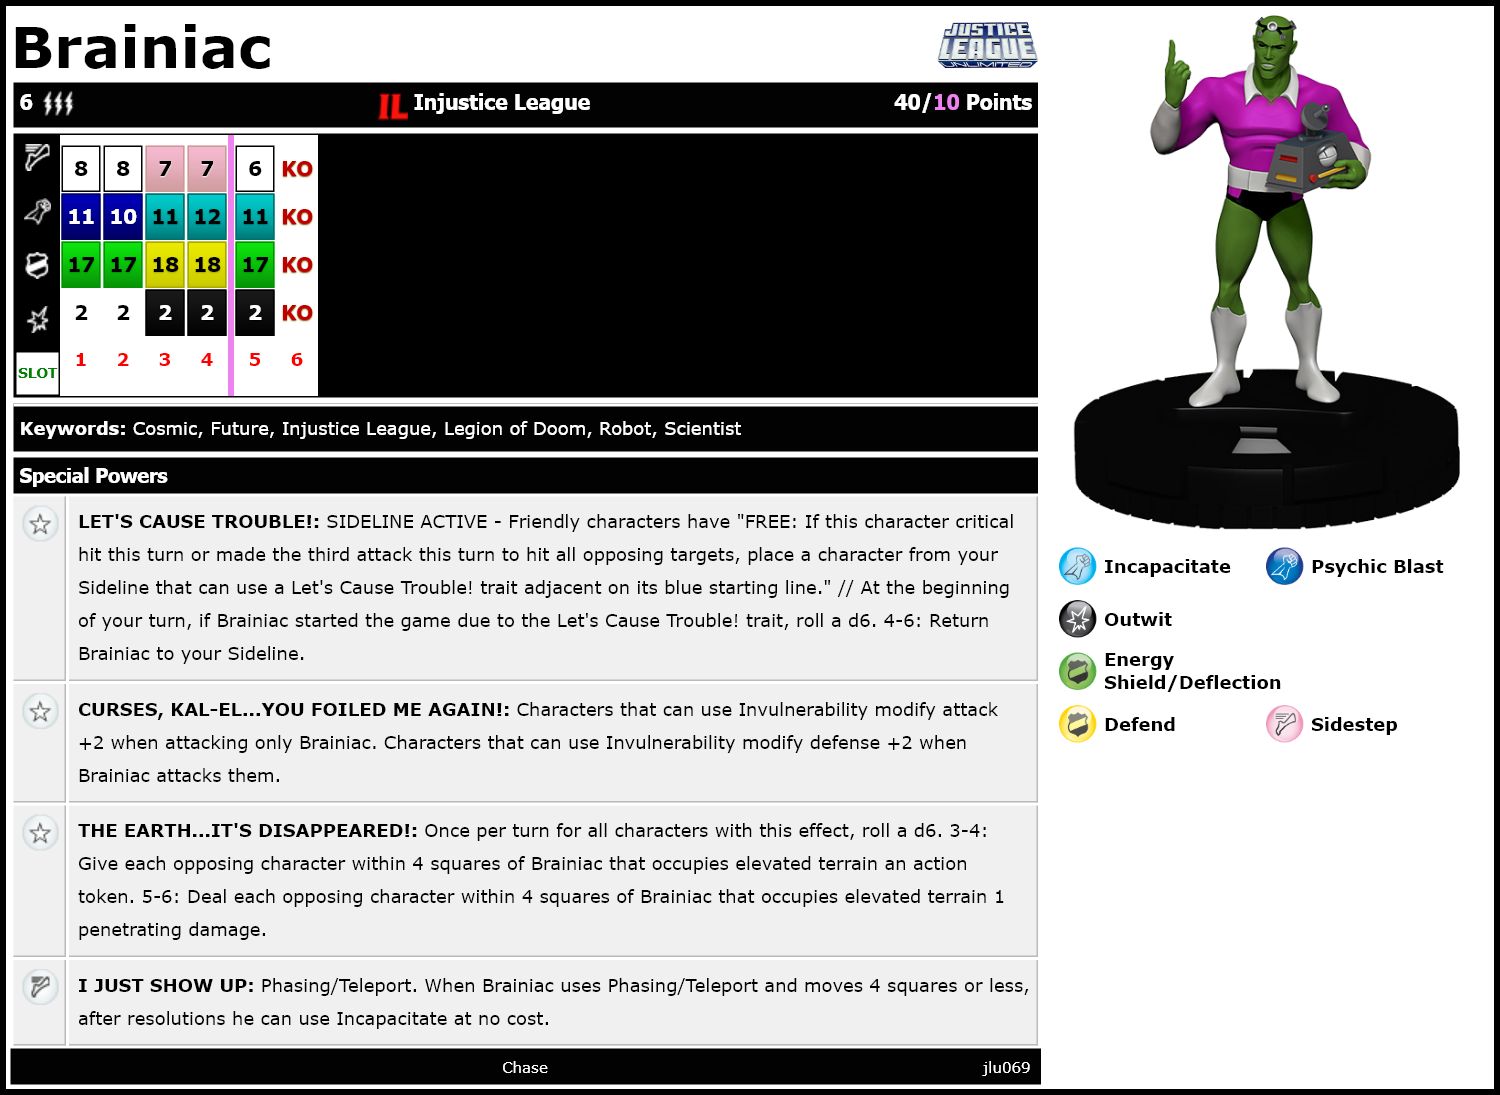 Brainiac
JUSTICE
LEAGUE
UNLIMITED
6 IL Injustice League 40/10 Points
8 8 7 7 6 KO
11 10 11 12 11 KO
17 17 18 18 17 KO
2 2 2 2 2 KO
SLOT 1 2 3 4 5 6
Keywords: Cosmic, Future, Injustice League, Legion of Doom, Robot, Scientist
Special Powers
LET'S CAUSE TROUBLE!: SIDELINE ACTIVE - Friendly characters have "FREE: If this character critical
hit this turn or made the third attack this turn to hit all opposing targets, place a character from your
Sideline that can use a Let's Cause Trouble! trait adjacent on its blue starting line." // At the beginning
of your turn, if Brainiac started the game due to the Let's Cause Trouble! trait, roll a d6. 4-6: Return
Brainiac to your Sideline.
CURSES, KAL-EL...YOU FOILED ME AGAIN!: Characters that can use Invulnerability modify attack
+2 when attacking only Brainiac. Characters that can use Invulnerability modify defense +2 when
Brainiac attacks them.
THE EARTH...IT'S DISAPPEARED!: Once per turn for all characters with this effect, roll a d6. 3-4:
Give each opposing character within 4 squares of Brainiac that occupies elevated terrain an action
token. 5-6: Deal each opposing character within 4 squares of Brainiac that occupies elevated terrain 1
penetrating damage.
I JUST SHOW UP: Phasing/Teleport. When Brainiac uses Phasing/Teleport and moves 4 squares or less,
after resolutions he can use Incapacitate at no cost.
Chase jlu069
Incapacitate Psychic Blast
Outwit
Energy
Shield/Deflection
Defend Sidestep